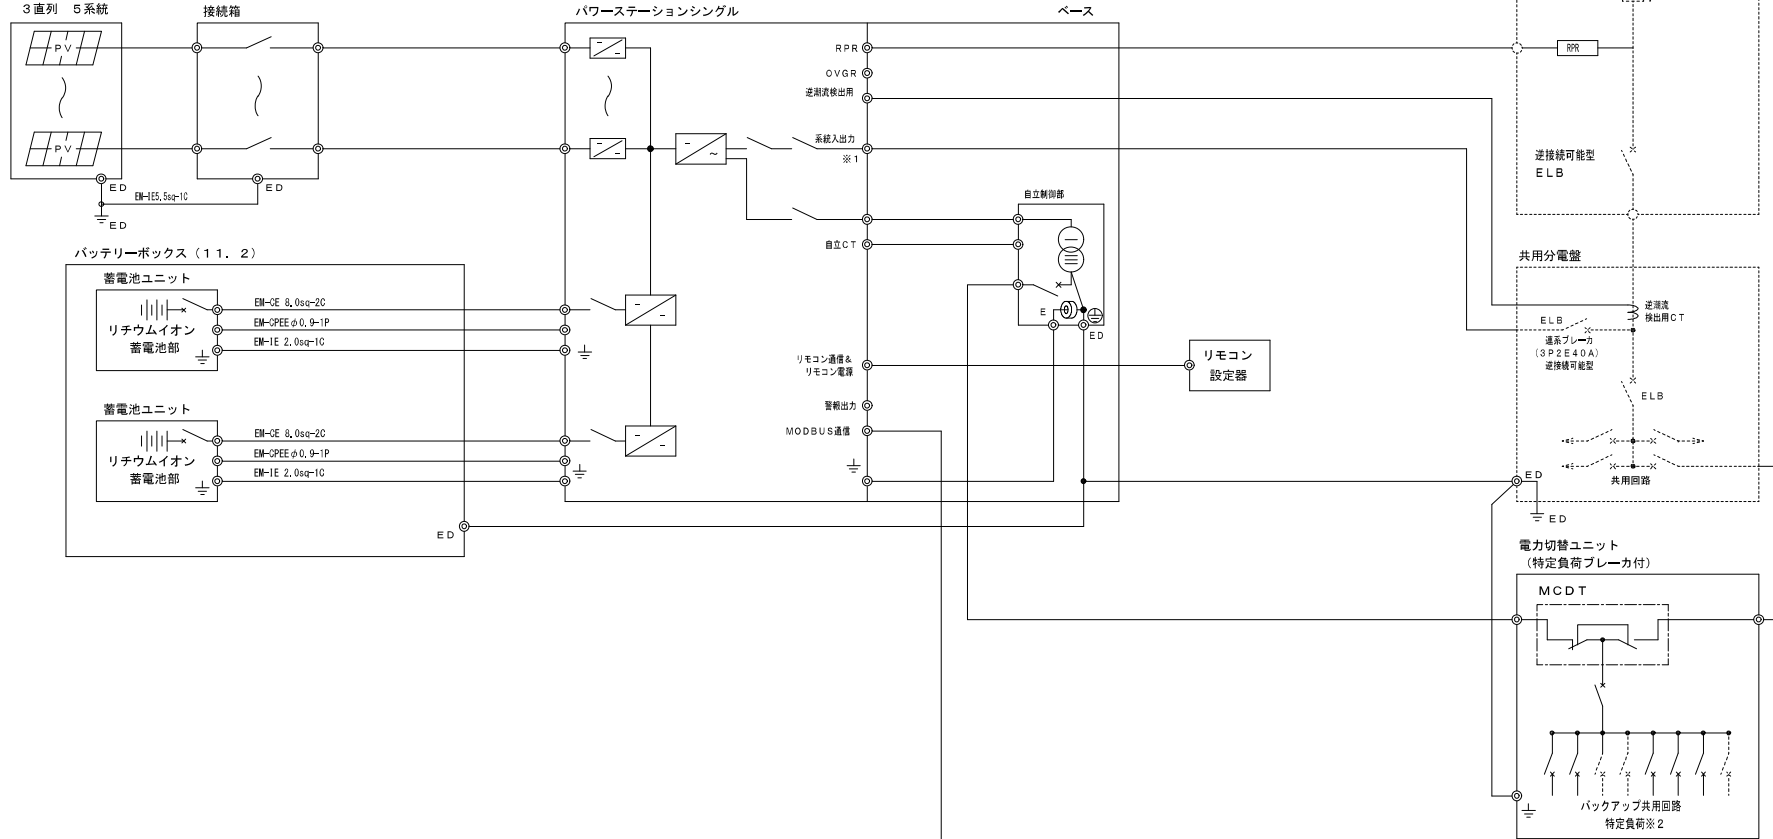 3直列　5系統
接続箱
パワーステーションシングル
ベース
PV
PV
ED
ED
EM-IE5.5sq-1C
ED
RPR
OVGR
逆潮流検出用
系統入出力
※1
自立CT
自立制御部
E
ED
リモコン通信&
リモコン電源
警報出力
MODBUS通信
リモコン
設定器
バッテリーボックス（11.2）
蓄電池ユニット
リチウムイオン
蓄電池部
EM-CE 8.0sq-2C
EM-CPEEφ0.9-1P
EM-IE 2.0sq-1C
蓄電池ユニット
リチウムイオン
蓄電池部
EM-CE 8.0sq-2C
EM-CPEEφ0.9-1P
EM-IE 2.0sq-1C
ED
RPR
逆接続可能型
ELB
共用分電盤
逆潮流
検出用CT
ELB
連系ブレーカ
(3P2E40A)
逆接続可能型
ELB
共用回路
ED
ED
電力切替ユニット
(特定負荷ブレーカ付)
MCDT
バックアップ共用回路
特定負荷※2